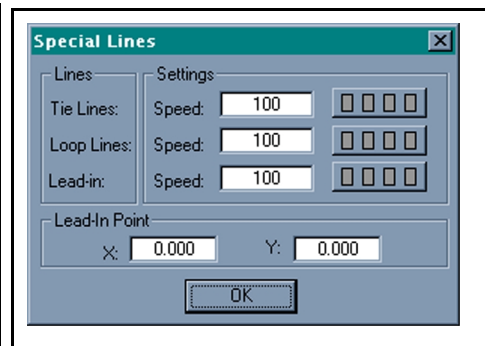 Special Lines
Lines Settings
Tie Lines: Speed: 100
Loop Lines: Speed: 100
Lead-in: Speed: 100
Lead-In Point
X: 0.000 Y: 0.000
OK